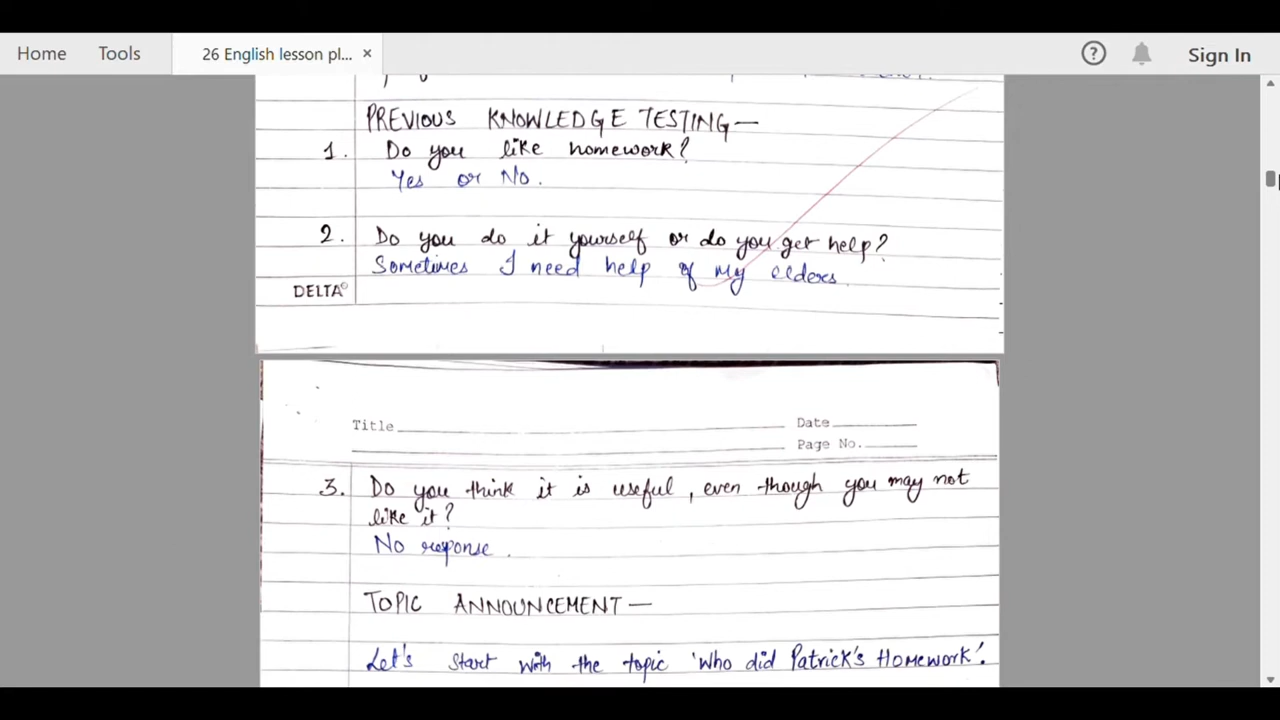 Home Tools 26 English lesson pl... × ? Sign In
PREVIOUS KNOWLEDGE TESTING—
1. Do you like homework?
Yes or No.
2. Do you do it yourself or do you get help?
Sometimes I need help of my elders.
DELTA
Title Date
Page No.
3. Do you think it is useful, even though you may not
like it?
No response.
TOPIC ANNOUNCEMENT—
Let's start with the topic 'Who did Patrick's Homework'.